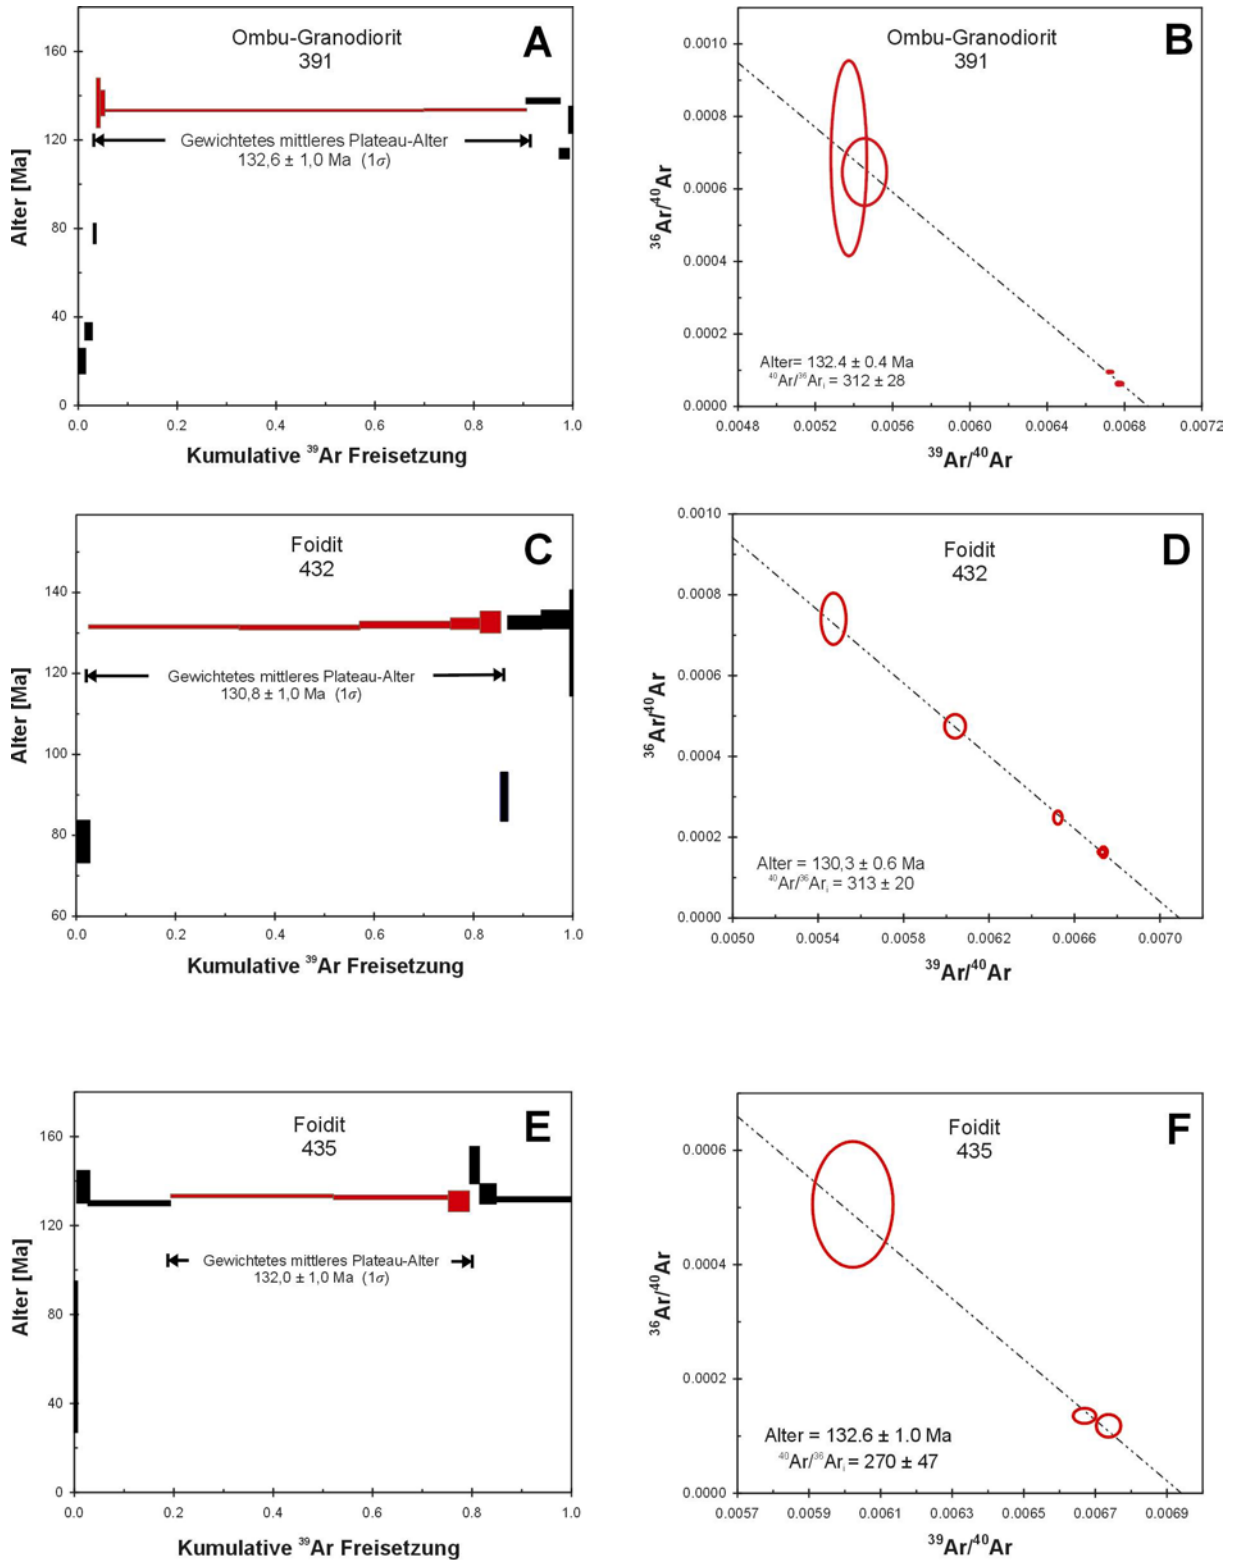 Ombu-Granodiorit
391
A
160
120
80
40
0
Alter [Ma]
Gewichtetes mittleres Plateau-Alter
132,6 ± 1,0 Ma (1σ)
0.0 0.2 0.4 0.6 0.8 1.0
Kumulative ³⁹Ar Freisetzung
Ombu-Granodiorit
391
B
0.0010
0.0008
0.0006
0.0004
0.0002
0.0000
³⁶Ar/⁴⁰Ar
Alter= 132.4 ± 0.4 Ma
⁴⁰Ar/³⁶Arᵢ = 312 ± 28
0.0048 0.0052 0.0056 0.0060 0.0064 0.0068 0.0072
³⁹Ar/⁴⁰Ar
Foidit
432
C
140
120
100
80
60
Alter [Ma]
Gewichtetes mittleres Plateau-Alter
130,8 ± 1,0 Ma (1σ)
0.0 0.2 0.4 0.6 0.8 1.0
Kumulative ³⁹Ar Freisetzung
Foidit
432
D
0.0010
0.0008
0.0006
0.0004
0.0002
0.0000
³⁶Ar/⁴⁰Ar
Alter = 130,3 ± 0.6 Ma
⁴⁰Ar/³⁶Arᵢ = 313 ± 20
0.0050 0.0054 0.0058 0.0062 0.0066 0.0070
³⁹Ar/⁴⁰Ar
Foidit
435
E
160
120
80
40
0
Alter [Ma]
Gewichtetes mittleres Plateau-Alter
132,0 ± 1,0 Ma (1σ)
0.0 0.2 0.4 0.6 0.8 1.0
Kumulative ³⁹Ar Freisetzung
Foidit
435
F
0.0006
0.0004
0.0002
0.0000
³⁶Ar/⁴⁰Ar
Alter = 132.6 ± 1.0 Ma
⁴⁰Ar/³⁶Arᵢ = 270 ± 47
0.0057 0.0059 0.0061 0.0063 0.0065 0.0067 0.0069
³⁹Ar/⁴⁰Ar